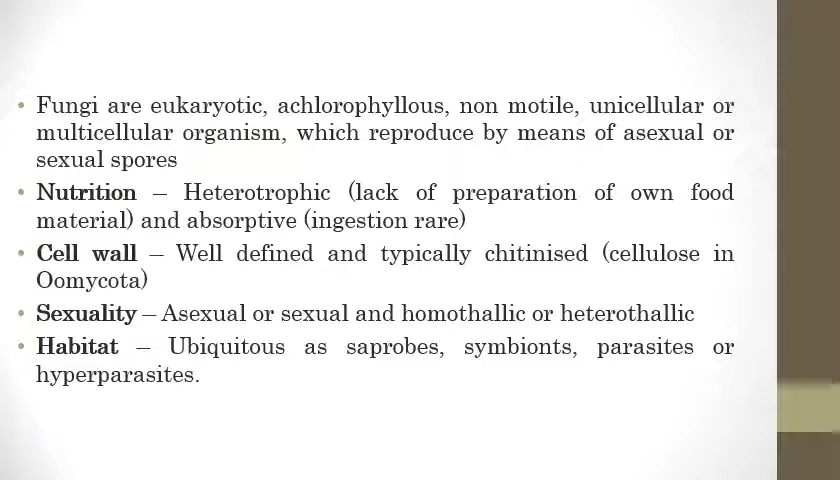 • Fungi are eukaryotic, achlorophyllous, non motile, unicellular or
multicellular organism, which reproduce by means of asexual or
sexual spores
• Nutrition – Heterotrophic (lack of preparation of own food
material) and absorptive (ingestion rare)
• Cell wall – Well defined and typically chitinised (cellulose in
Oomycota)
• Sexuality – Asexual or sexual and homothallic or heterothallic
• Habitat – Ubiquitous as saprobes, symbionts, parasites or
hyperparasites.